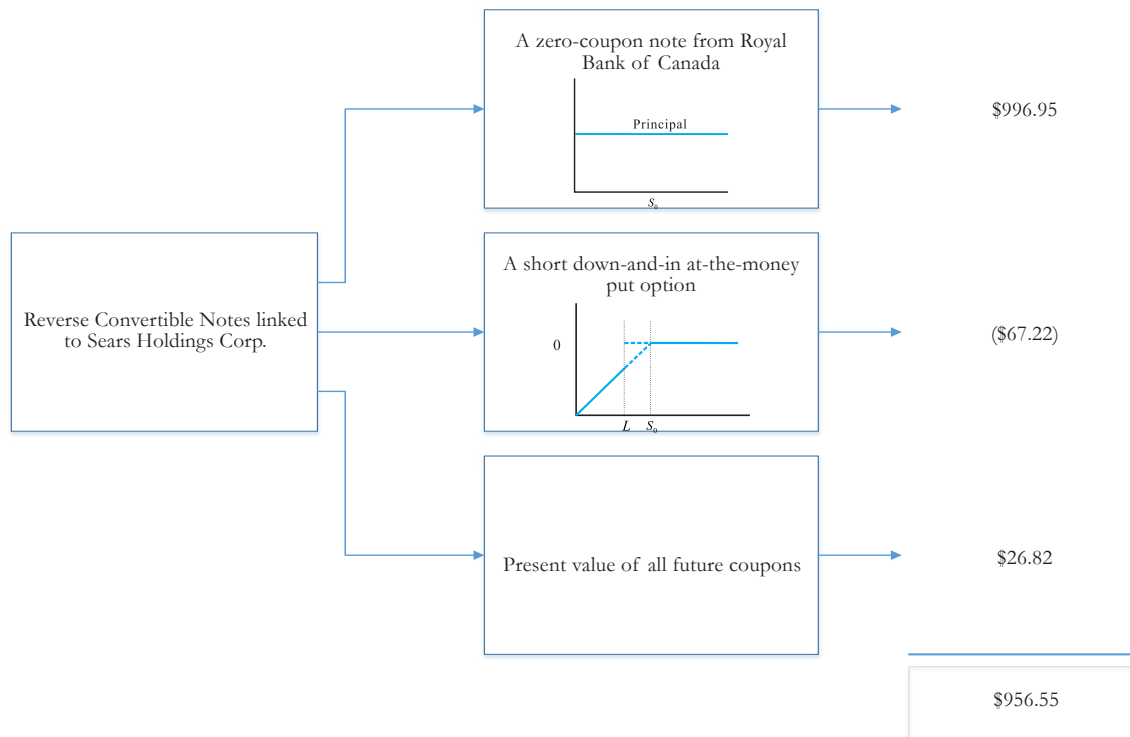 A zero-coupon note from Royal
Bank of Canada
Principal
S₀
$996.95
Reverse Convertible Notes linked
to Sears Holdings Corp.
A short down-and-in at-the-money
put option
0
L S₀
($67.22)
Present value of all future coupons
$26.82
$956.55